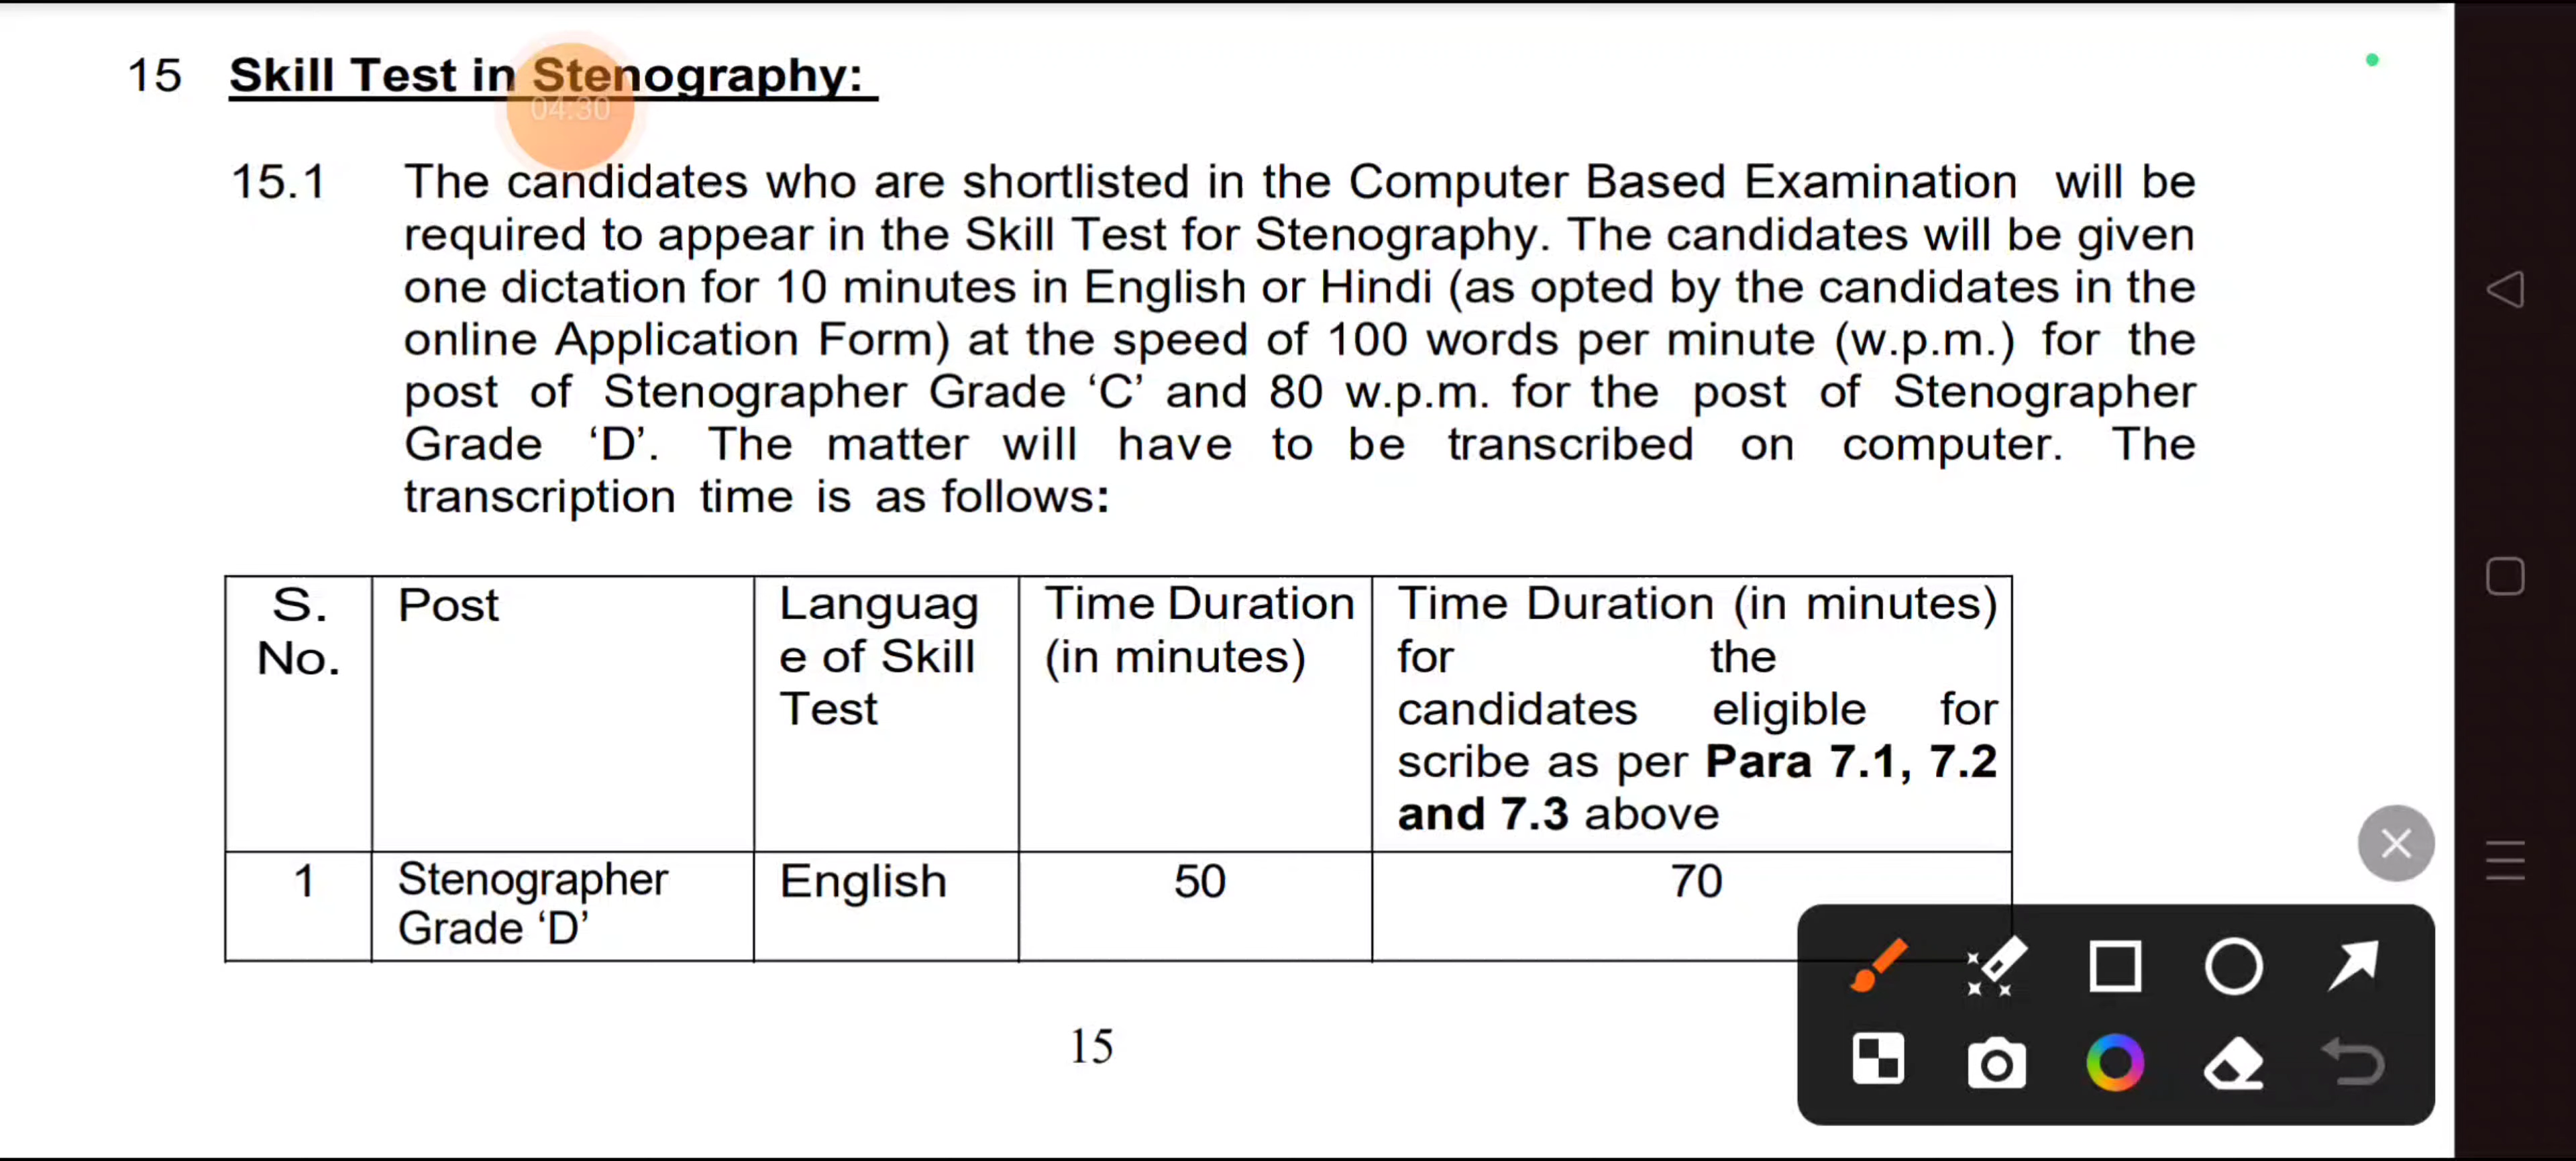 15 Skill Test in Stenography:
04:30
15.1 The candidates who are shortlisted in the Computer Based Examination will be
required to appear in the Skill Test for Stenography. The candidates will be given
one dictation for 10 minutes in English or Hindi (as opted by the candidates in the
online Application Form) at the speed of 100 words per minute (w.p.m.) for the
post of Stenographer Grade ‘C’ and 80 w.p.m. for the post of Stenographer
Grade ‘D’. The matter will have to be transcribed on computer. The
transcription time is as follows:
S.
No.
Post
Languag
e of Skill
Test
Time Duration
(in minutes)
Time Duration (in minutes)
for the
candidates eligible for
scribe as per Para 7.1, 7.2
and 7.3 above
1
Stenographer
Grade ‘D’
English
50
70
15